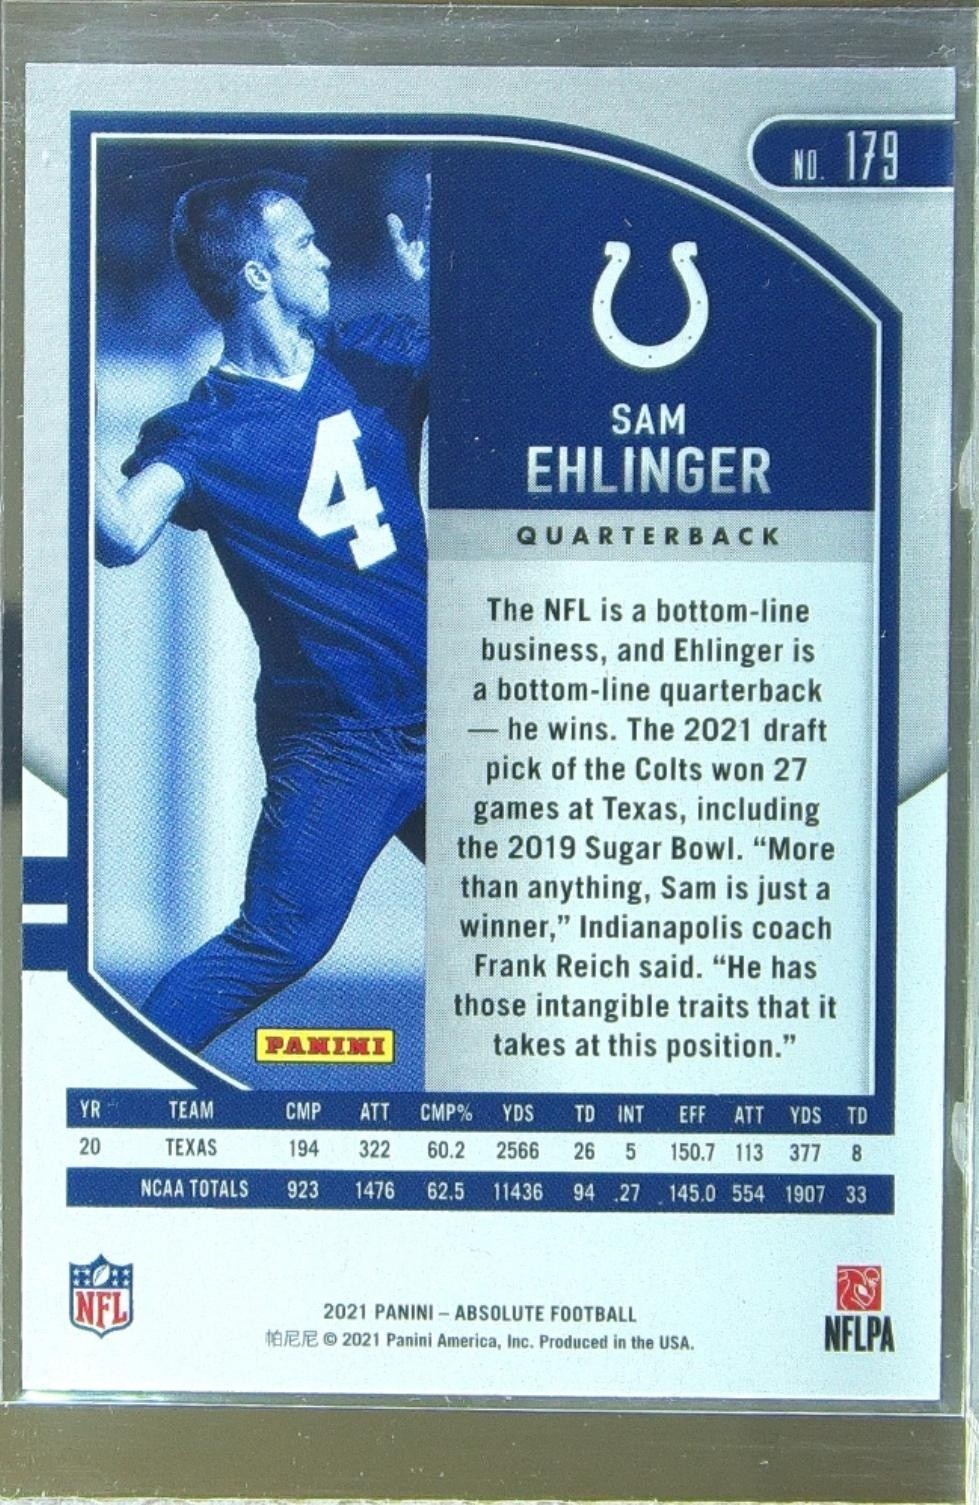 NO. 179
SAM
EHLINGER
QUARTERBACK
4
The NFL is a bottom-line
business, and Ehlinger is
a bottom-line quarterback
— he wins. The 2021 draft
pick of the Colts won 27
games at Texas, including
the 2019 Sugar Bowl. “More
than anything, Sam is just a
winner,” Indianapolis coach
Frank Reich said. “He has
those intangible traits that it
takes at this position.”
PANINI
YR TEAM CMP ATT CMP% YDS TD INT EFF ATT YDS TD
20 TEXAS 194 322 60.2 2566 26 5 150.7 113 377 8
NCAA TOTALS 923 1476 62.5 11436 94 27 145.0 554 1907 33
NFL
2021 PANINI – ABSOLUTE FOOTBALL
帕尼尼 © 2021 Panini America, Inc. Produced in the USA.
NFLPA